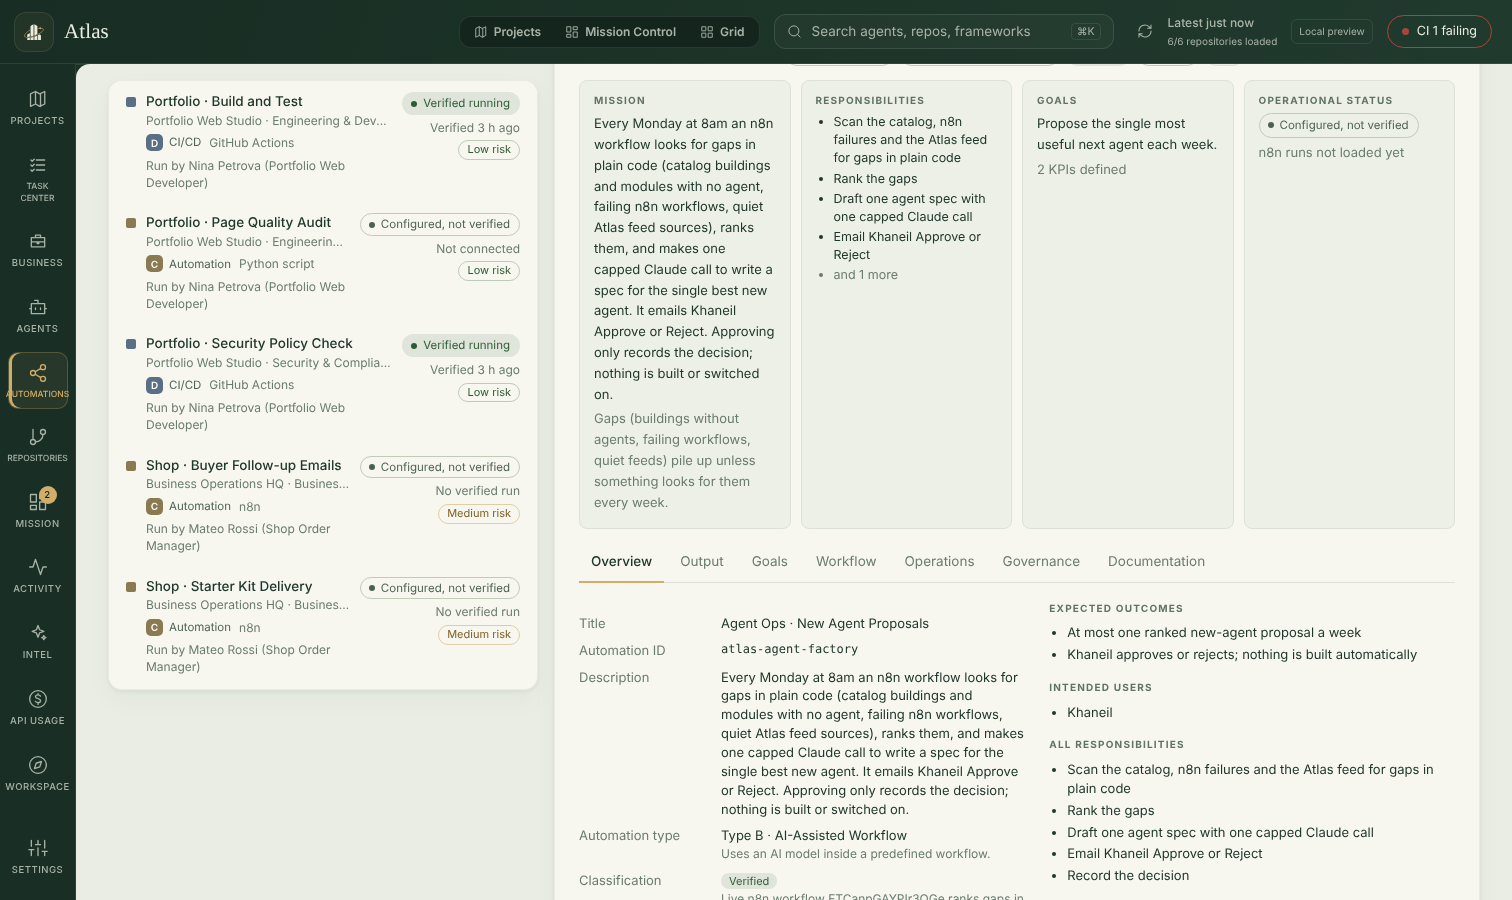 Atlas
Projects
Mission Control
Grid
Search agents, repos, frameworks
⌘K
Latest just now
6/6 repositories loaded
Local preview
CI 1 failing
PROJECTS
TASK
CENTER
BUSINESS
AGENTS
AUTOMATIONS
REPOSITORIES
2
MISSION
ACTIVITY
INTEL
API USAGE
WORKSPACE
SETTINGS
Portfolio · Build and Test
Verified running
Portfolio Web Studio · Engineering & Dev...
Verified 3 h ago
D CI/CD GitHub Actions
Low risk
Run by Nina Petrova (Portfolio Web
Developer)
Portfolio · Page Quality Audit
Configured, not verified
Portfolio Web Studio · Engineerin...
Not connected
C Automation Python script
Low risk
Run by Nina Petrova (Portfolio Web
Developer)
Portfolio · Security Policy Check
Verified running
Portfolio Web Studio · Security & Complia...
Verified 3 h ago
D CI/CD GitHub Actions
Low risk
Run by Nina Petrova (Portfolio Web
Developer)
Shop · Buyer Follow-up Emails
Configured, not verified
Business Operations HQ · Busines...
No verified run
C Automation n8n
Medium risk
Run by Mateo Rossi (Shop Order
Manager)
Shop · Starter Kit Delivery
Configured, not verified
Business Operations HQ · Busines...
No verified run
C Automation n8n
Medium risk
Run by Mateo Rossi (Shop Order
Manager)
MISSION
Every Monday at 8am an n8n
workflow looks for gaps in
plain code (catalog buildings
and modules with no agent,
failing n8n workflows, quiet
Atlas feed sources), ranks
them, and makes one
capped Claude call to write a
spec for the single best new
agent. It emails Khaneil
Approve or Reject. Approving
only records the decision;
nothing is built or switched
on.
Gaps (buildings without
agents, failing workflows,
quiet feeds) pile up unless
something looks for them
every week.
RESPONSIBILITIES
• Scan the catalog, n8n
failures and the Atlas feed
for gaps in plain code
• Rank the gaps
• Draft one agent spec with
one capped Claude call
• Email Khaneil Approve or
Reject
• and 1 more
GOALS
Propose the single most
useful next agent each week.
2 KPIs defined
OPERATIONAL STATUS
Configured, not verified
n8n runs not loaded yet
Overview
Output
Goals
Workflow
Operations
Governance
Documentation
Title
Agent Ops · New Agent Proposals
Automation ID
atlas-agent-factory
Description
Every Monday at 8am an n8n workflow looks for
gaps in plain code (catalog buildings and
modules with no agent, failing n8n workflows,
quiet Atlas feed sources), ranks them, and makes
one capped Claude call to write a spec for the
single best new agent. It emails Khaneil Approve
or Reject. Approving only records the decision;
nothing is built or switched on.
Automation type
Type B · AI-Assisted Workflow
Uses an AI model inside a predefined workflow.
Classification
Verified
EXPECTED OUTCOMES
• At most one ranked new-agent proposal a week
• Khaneil approves or rejects; nothing is built automatically
INTENDED USERS
• Khaneil
ALL RESPONSIBILITIES
• Scan the catalog, n8n failures and the Atlas feed for gaps in
plain code
• Rank the gaps
• Draft one agent spec with one capped Claude call
• Email Khaneil Approve or Reject
• Record the decision